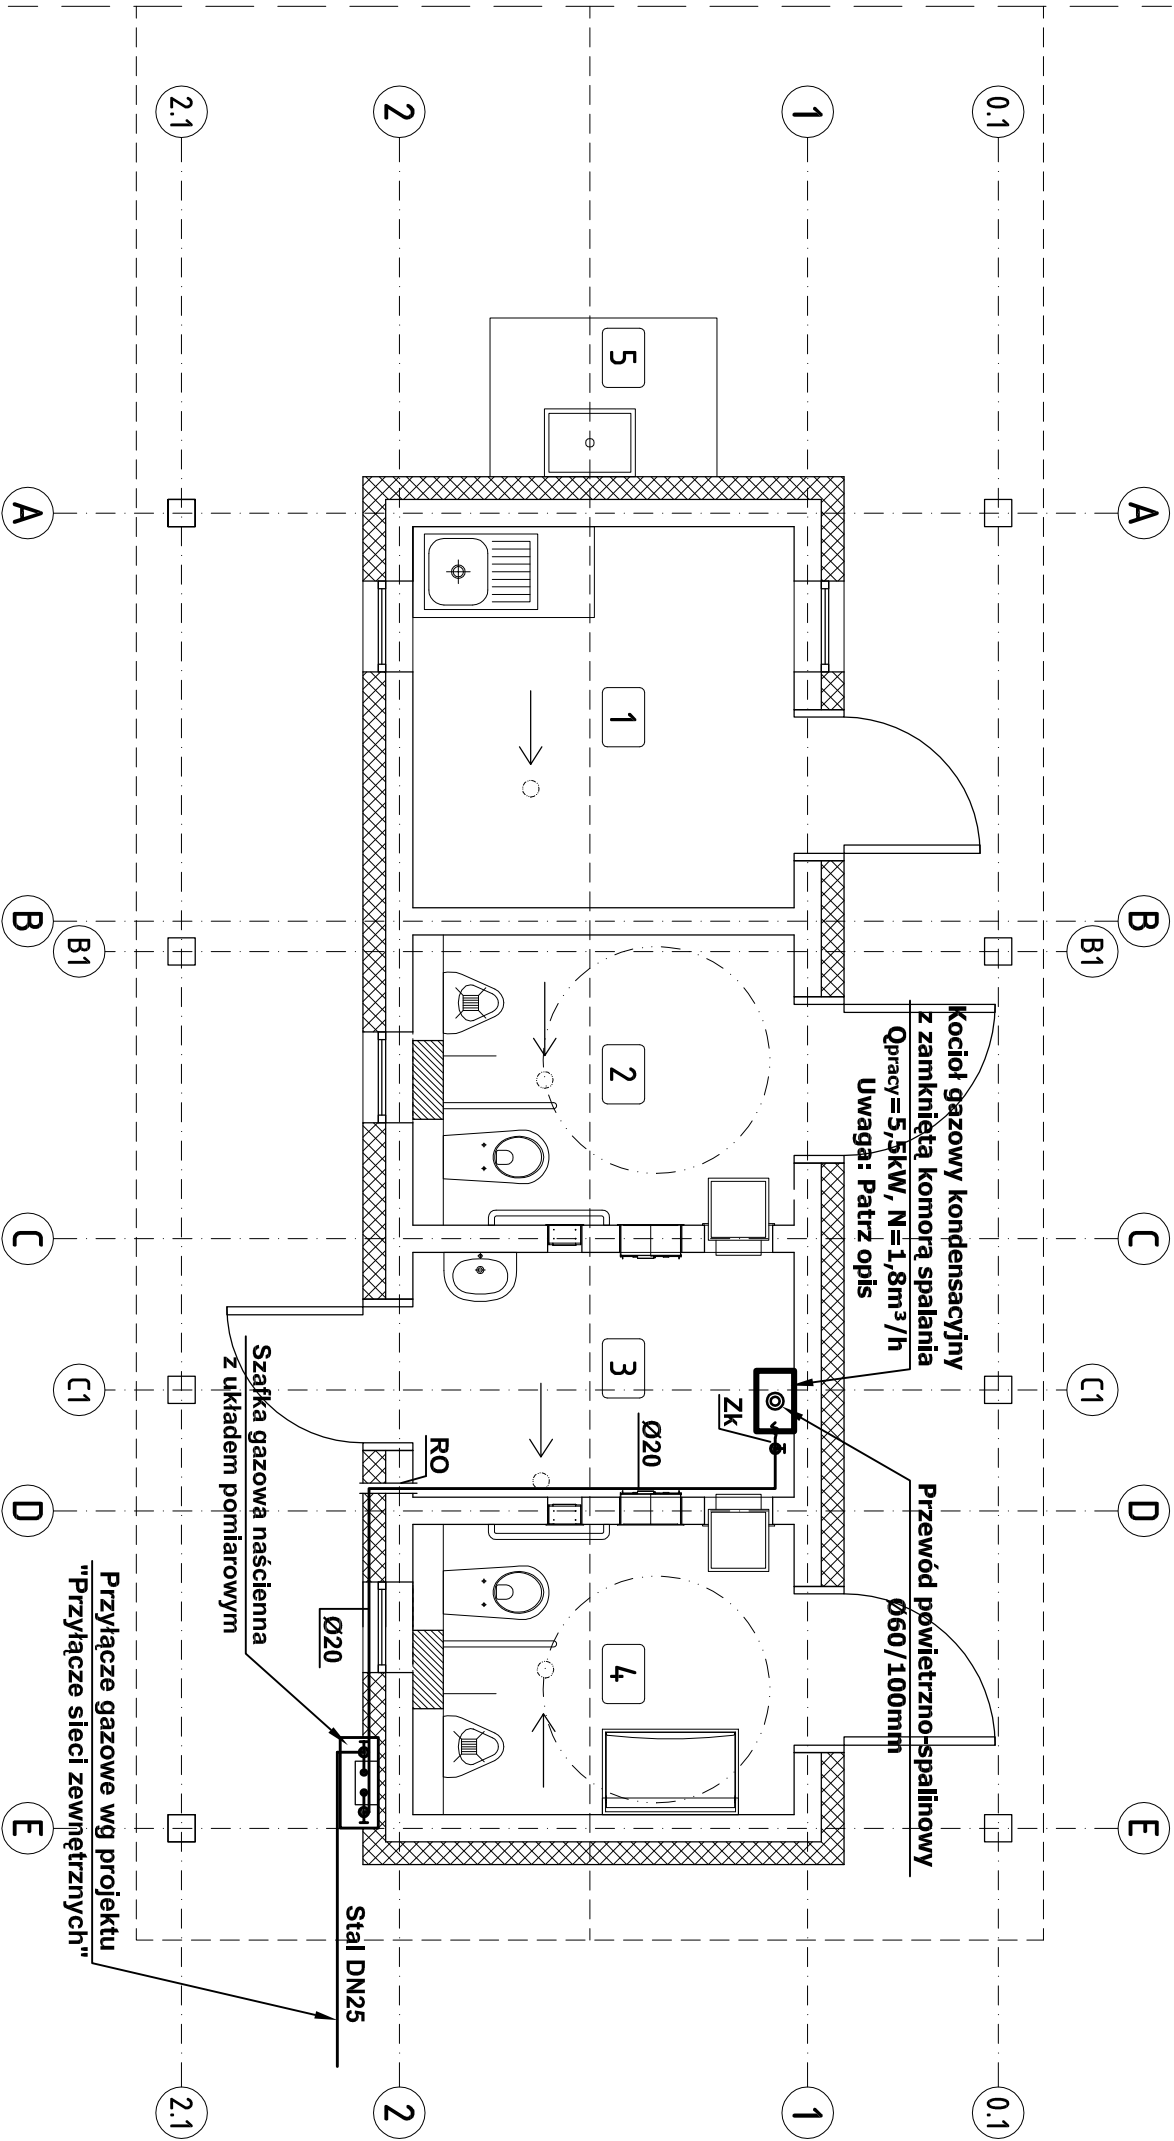 0.1
1
2
2.1
A
B
B1
C
C1
D
E
5
1
2
3
4
Kocioł gazowy kondensacyjny
z zamkniętą komorą spalania
Qpracy=5,5kW, N=1,8m³/h
Uwaga: Patrz opis
Przewód powietrzno-spalinowy
Ø60/100mm
Zk
Ø20
RO
Ø20
Szafka gazowa naścienna
z układem pomiarowym
Stal DN25
Przyłącze gazowe wg projektu
"Przyłącze sieci zewnętrznych"
A
B
B1
C
C1
D
E
0.1
1
2
2.1